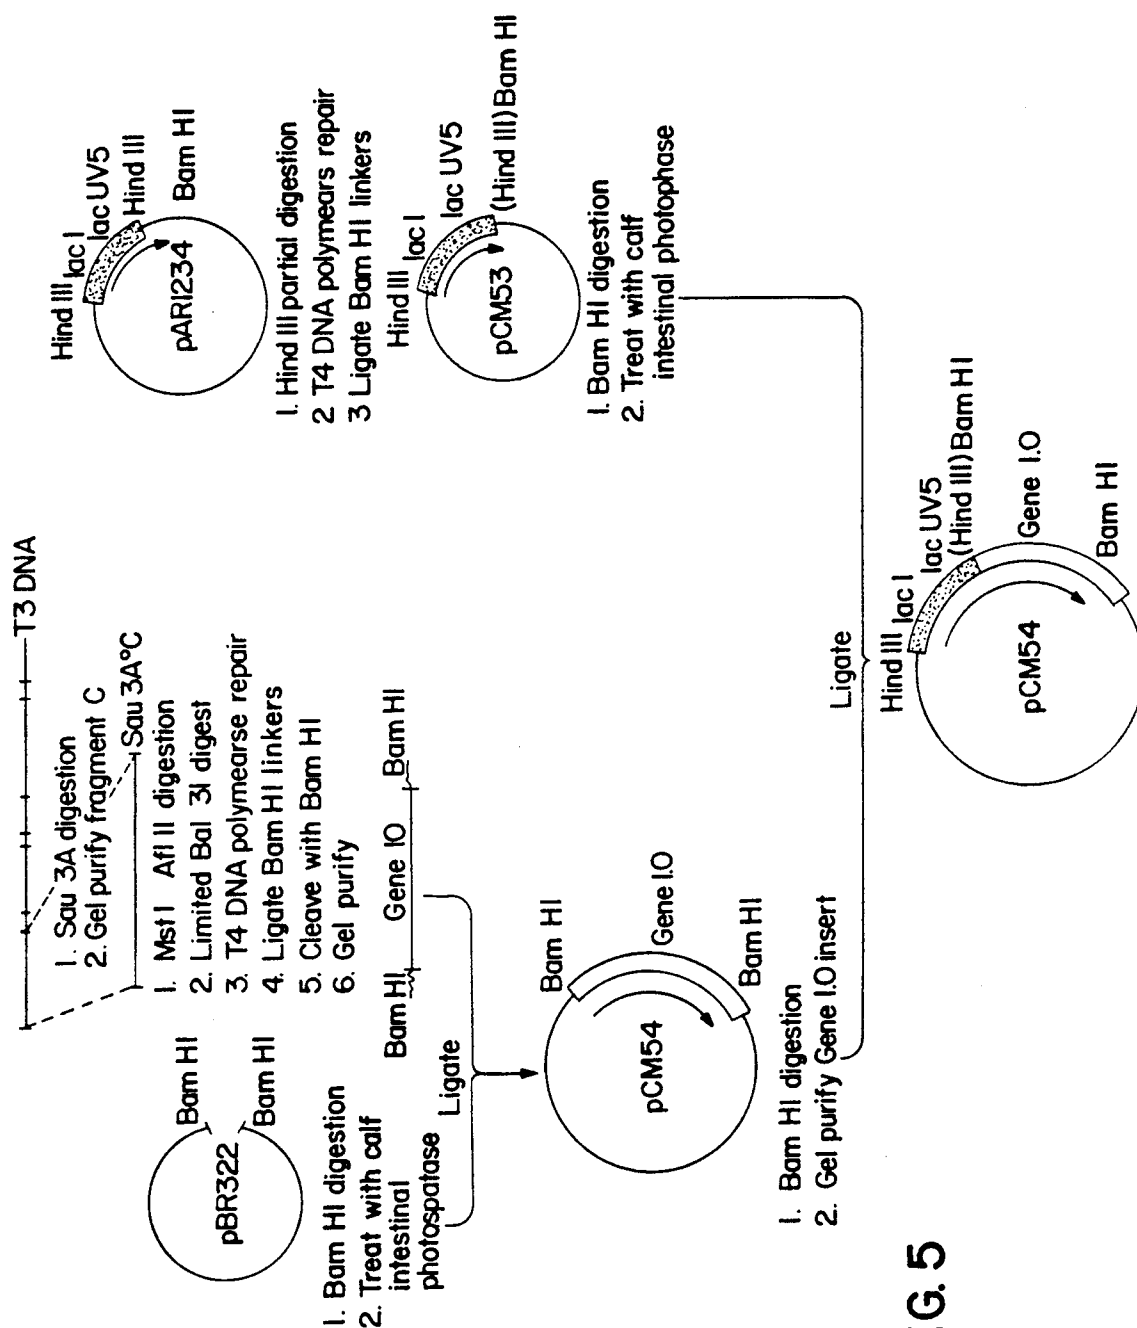 T3 DNA
1. Sau 3A digestion
2. Gel purify fragment C
Sau 3A°C
1. Mst I Afl II digestion
2. Limited Bal 31 digest
3. T4 DNA polymearse repair
4. Ligate Bam HI linkers
5. Cleave with Bam HI
6. Gel purify
Bam HI
Gene 10
Bam HI
Bam HI
Bam HI
pBR322
1. Bam HI digestion
2. Treat with calf
intestinal
photospatase
Ligate
Bam HI
Gene 1.0
Bam HI
pCM54
1. Bam HI digestion
2. Gel purify Gene 1.0 insert
Hind III
lac I
lac UV5
Hind III
Bam HI
pAR1234
1. Hind III partial digestion
2 T4 DNA polymears repair
3 Ligate Bam HI linkers
Hind III
lac I
lac UV5
(Hind III) Bam HI
pCM53
1. Bam HI digestion
2. Treat with calf
intestinal photophase
Ligate
Hind III
lac I
lac UV5
(Hind III) Bam HI
Gene 1.0
Bam HI
pCM54
G. 5